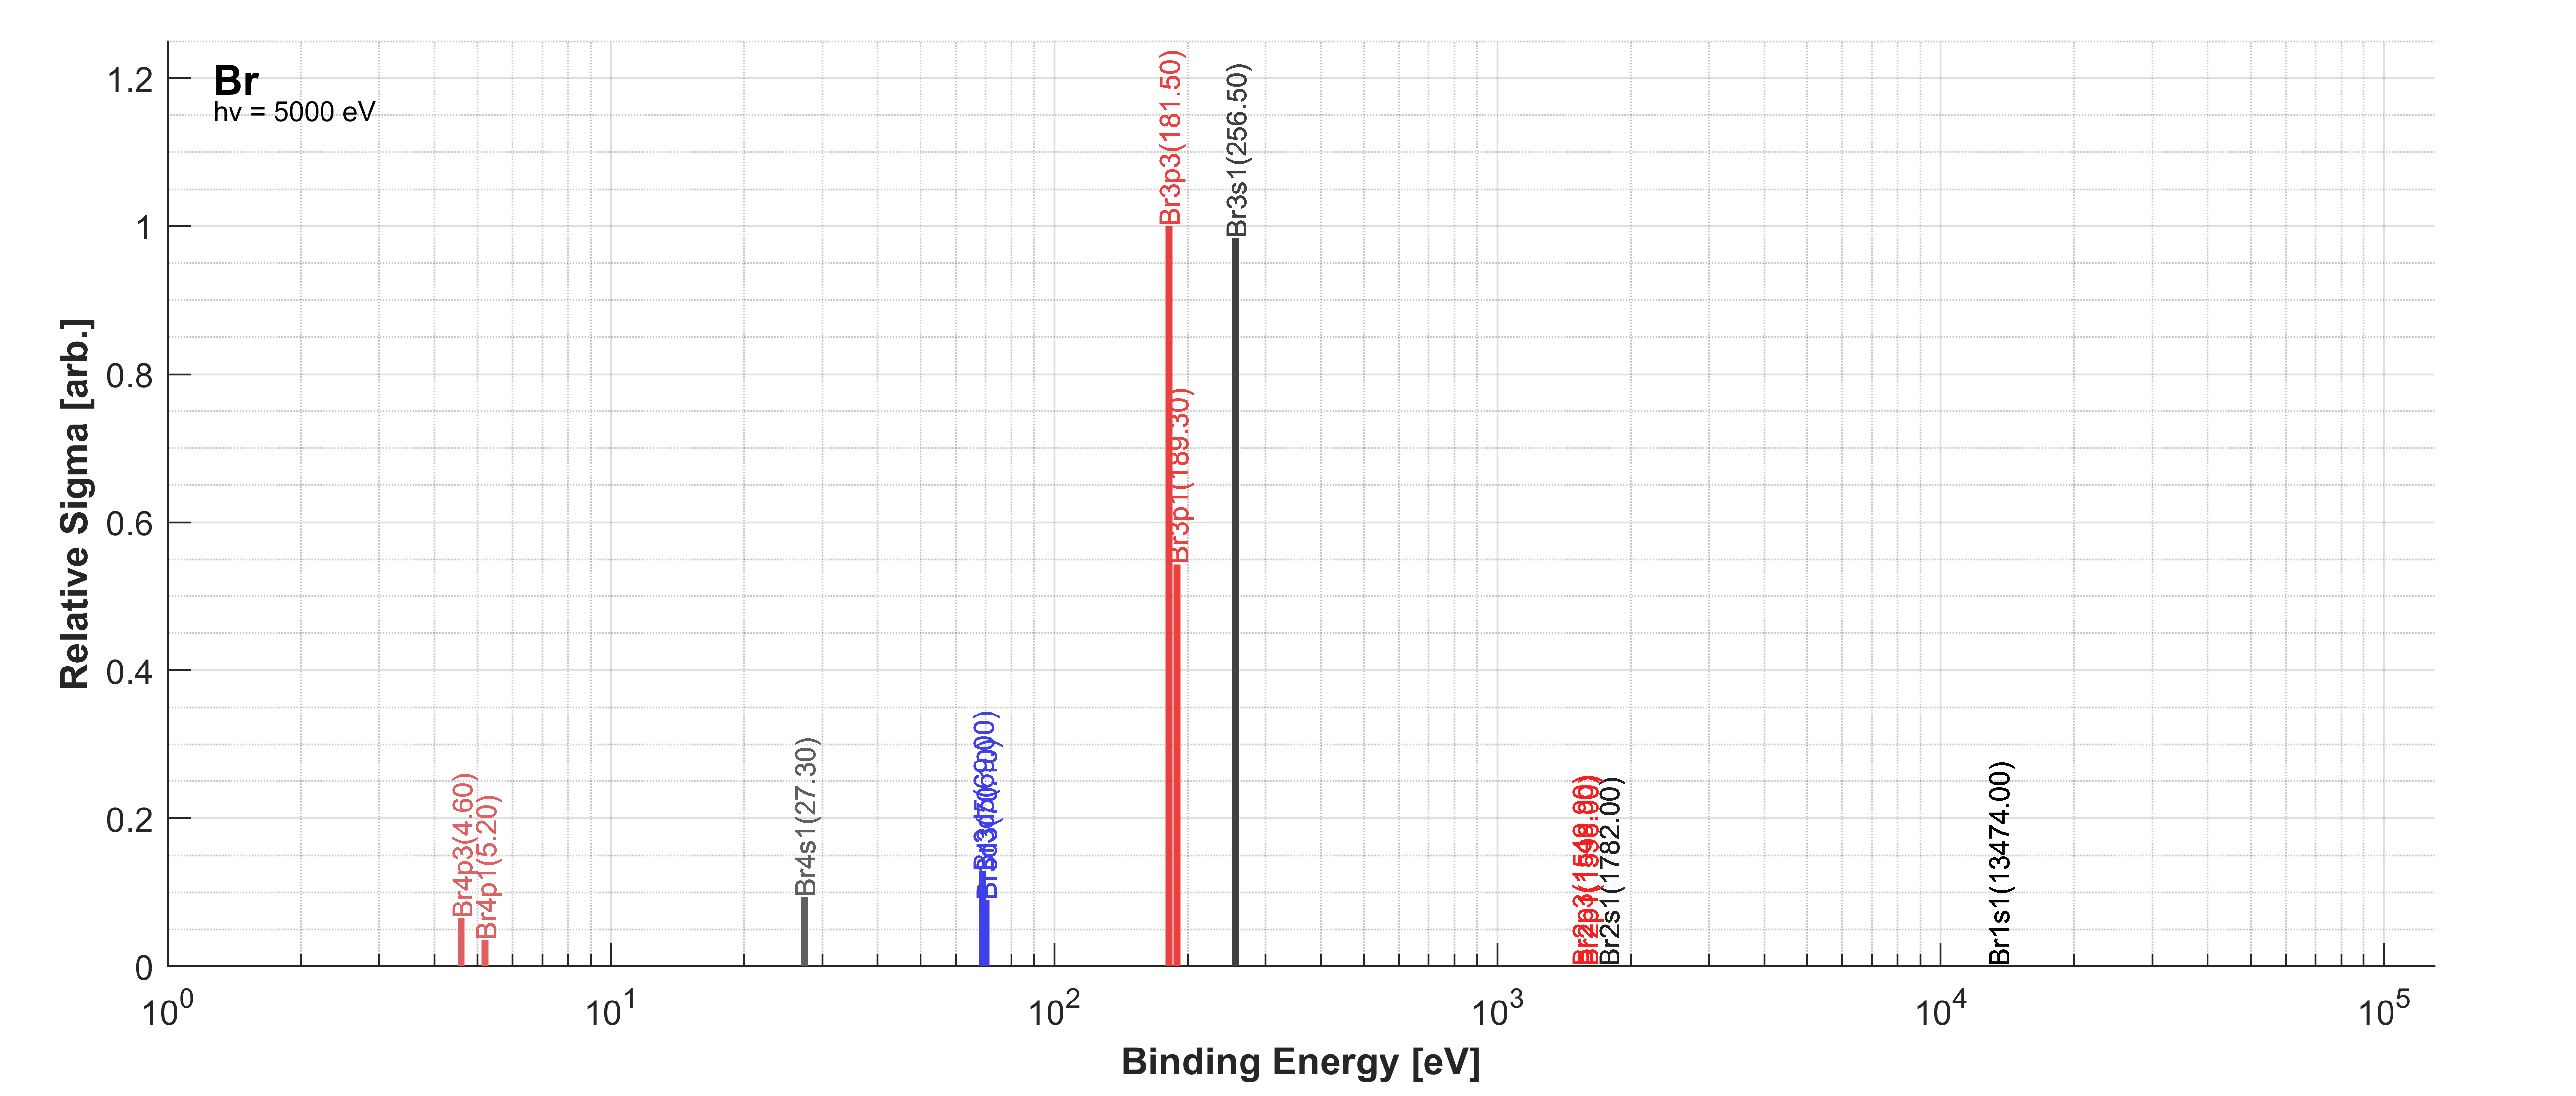 Br
hv = 5000 eV
Relative Sigma [arb.]
1.2
1
0.8
0.6
0.4
0.2
0
Br4p3(4.60)
Br4p1(5.20)
Br4s1(27.30)
Br3p3(181.50)
Br3p1(189.30)
Br3s1(256.50)
Br2s1(1782.00)
Br1s1(13474.00)
10^0
10^1
10^2
10^3
10^4
10^5
Binding Energy [eV]